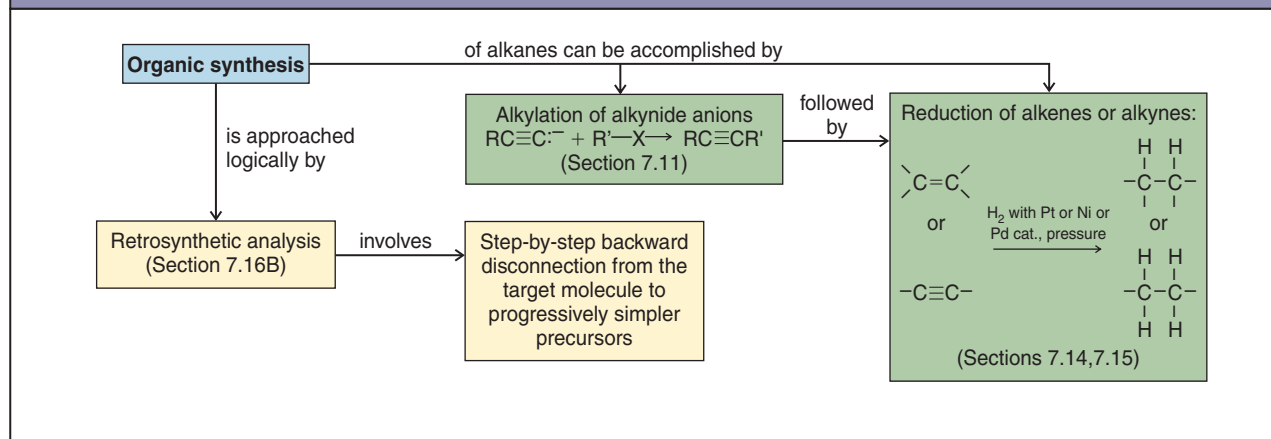 Organic synthesis
of alkanes can be accomplished by
is approached
logically by
Alkylation of alkynide anions
RC≡C:⁻ + R’—X⟶ RC≡CR'
(Section 7.11)
followed
by
Reduction of alkenes or alkynes:
C=C
or
–C≡C–
H₂ with Pt or Ni or
Pd cat., pressure
H H
–C–C–
or
H H
–C–C–
H H
(Sections 7.14,7.15)
Retrosynthetic analysis
(Section 7.16B)
involves
Step-by-step backward
disconnection from the
target molecule to
progressively simpler
precursors